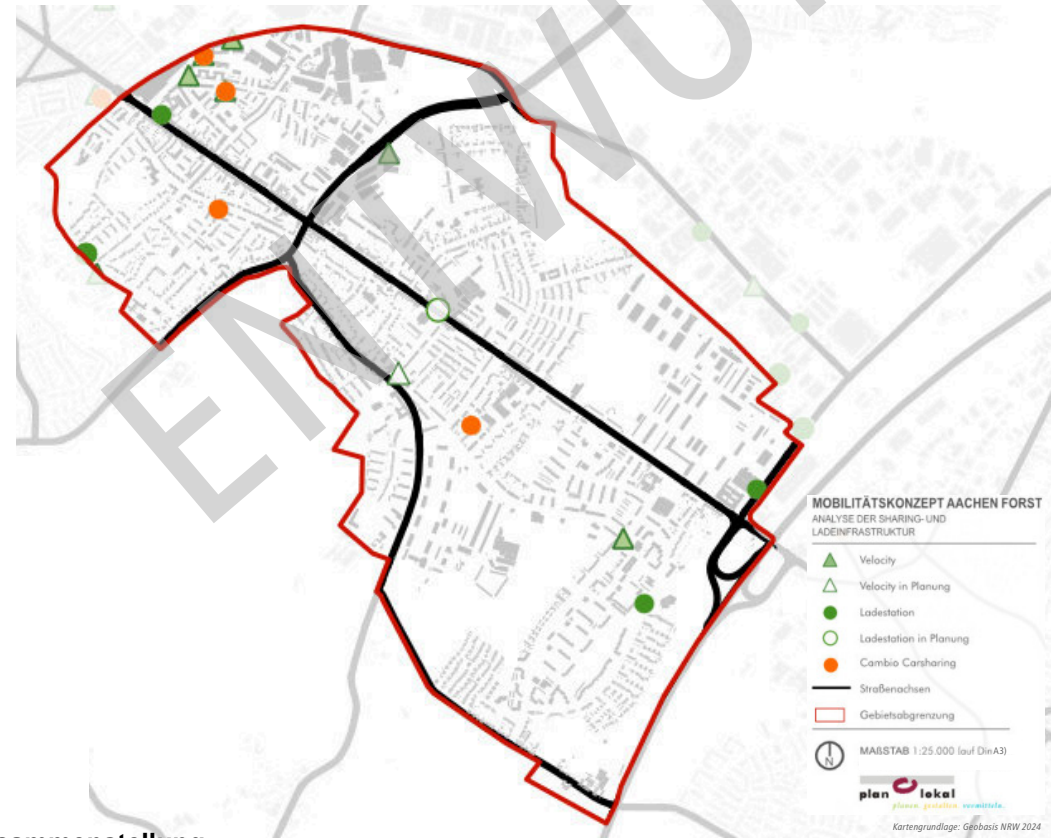 ENTWU
MOBILITÄTSKONZEPT AACHEN FORST
ANALYSE DER SHARING- UND
LADEINFRASTRUKTUR
Velocity
Velocity in Planung
Ladestation
Ladestation in Planung
Cambio Carsharing
Straßenachsen
Gebietsabgrenzung
N
MAẞSTAB 1:25.000 (auf DinA3)
plan lokal
planen. gestalten. vermitteln.
Kartengrundlage: Geobasis NRW 2024